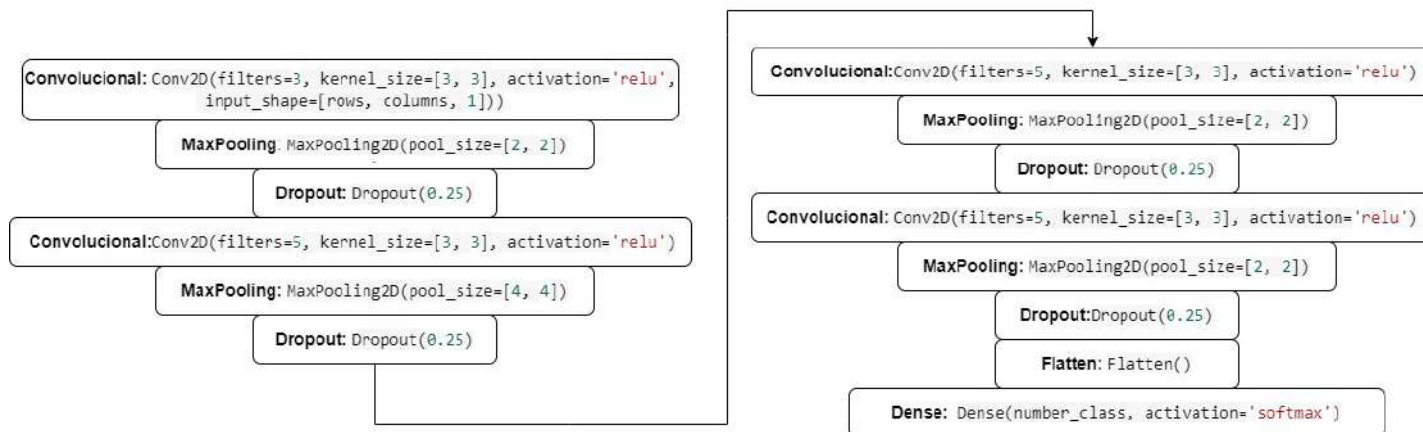 Convolucional: Conv2D(filters=3, kernel_size=[3, 3], activation='relu',
input_shape=[rows, columns, 1]))
MaxPooling: MaxPooling2D(pool_size=[2, 2])
Dropout: Dropout(0.25)
Convolucional:Conv2D(filters=5, kernel_size=[3, 3], activation='relu')
MaxPooling: MaxPooling2D(pool_size=[4, 4])
Dropout: Dropout(0.25)
Convolucional:Conv2D(filters=5, kernel_size=[3, 3], activation='relu')
MaxPooling: MaxPooling2D(pool_size=[2, 2])
Dropout: Dropout(0.25)
Convolucional: Conv2D(filters=5, kernel_size=[3, 3], activation='relu')
MaxPooling: MaxPooling2D(pool_size=[2, 2])
Dropout:Dropout(0.25)
Flatten: Flatten()
Dense: Dense(number_class, activation='softmax')